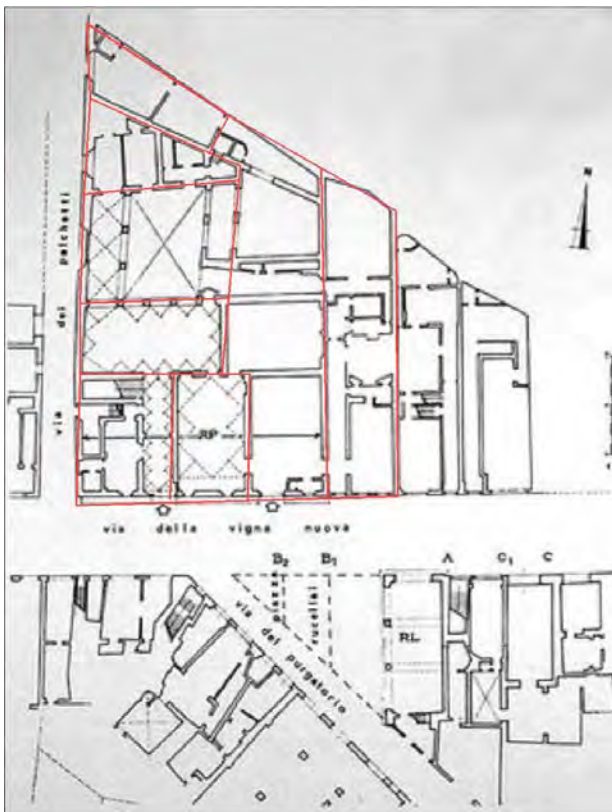 N
via dei palchetti
RP
via della vigna nuova
B₂ B₁ A C₁ C
piazza
rucellai
via del purgatorio
RL